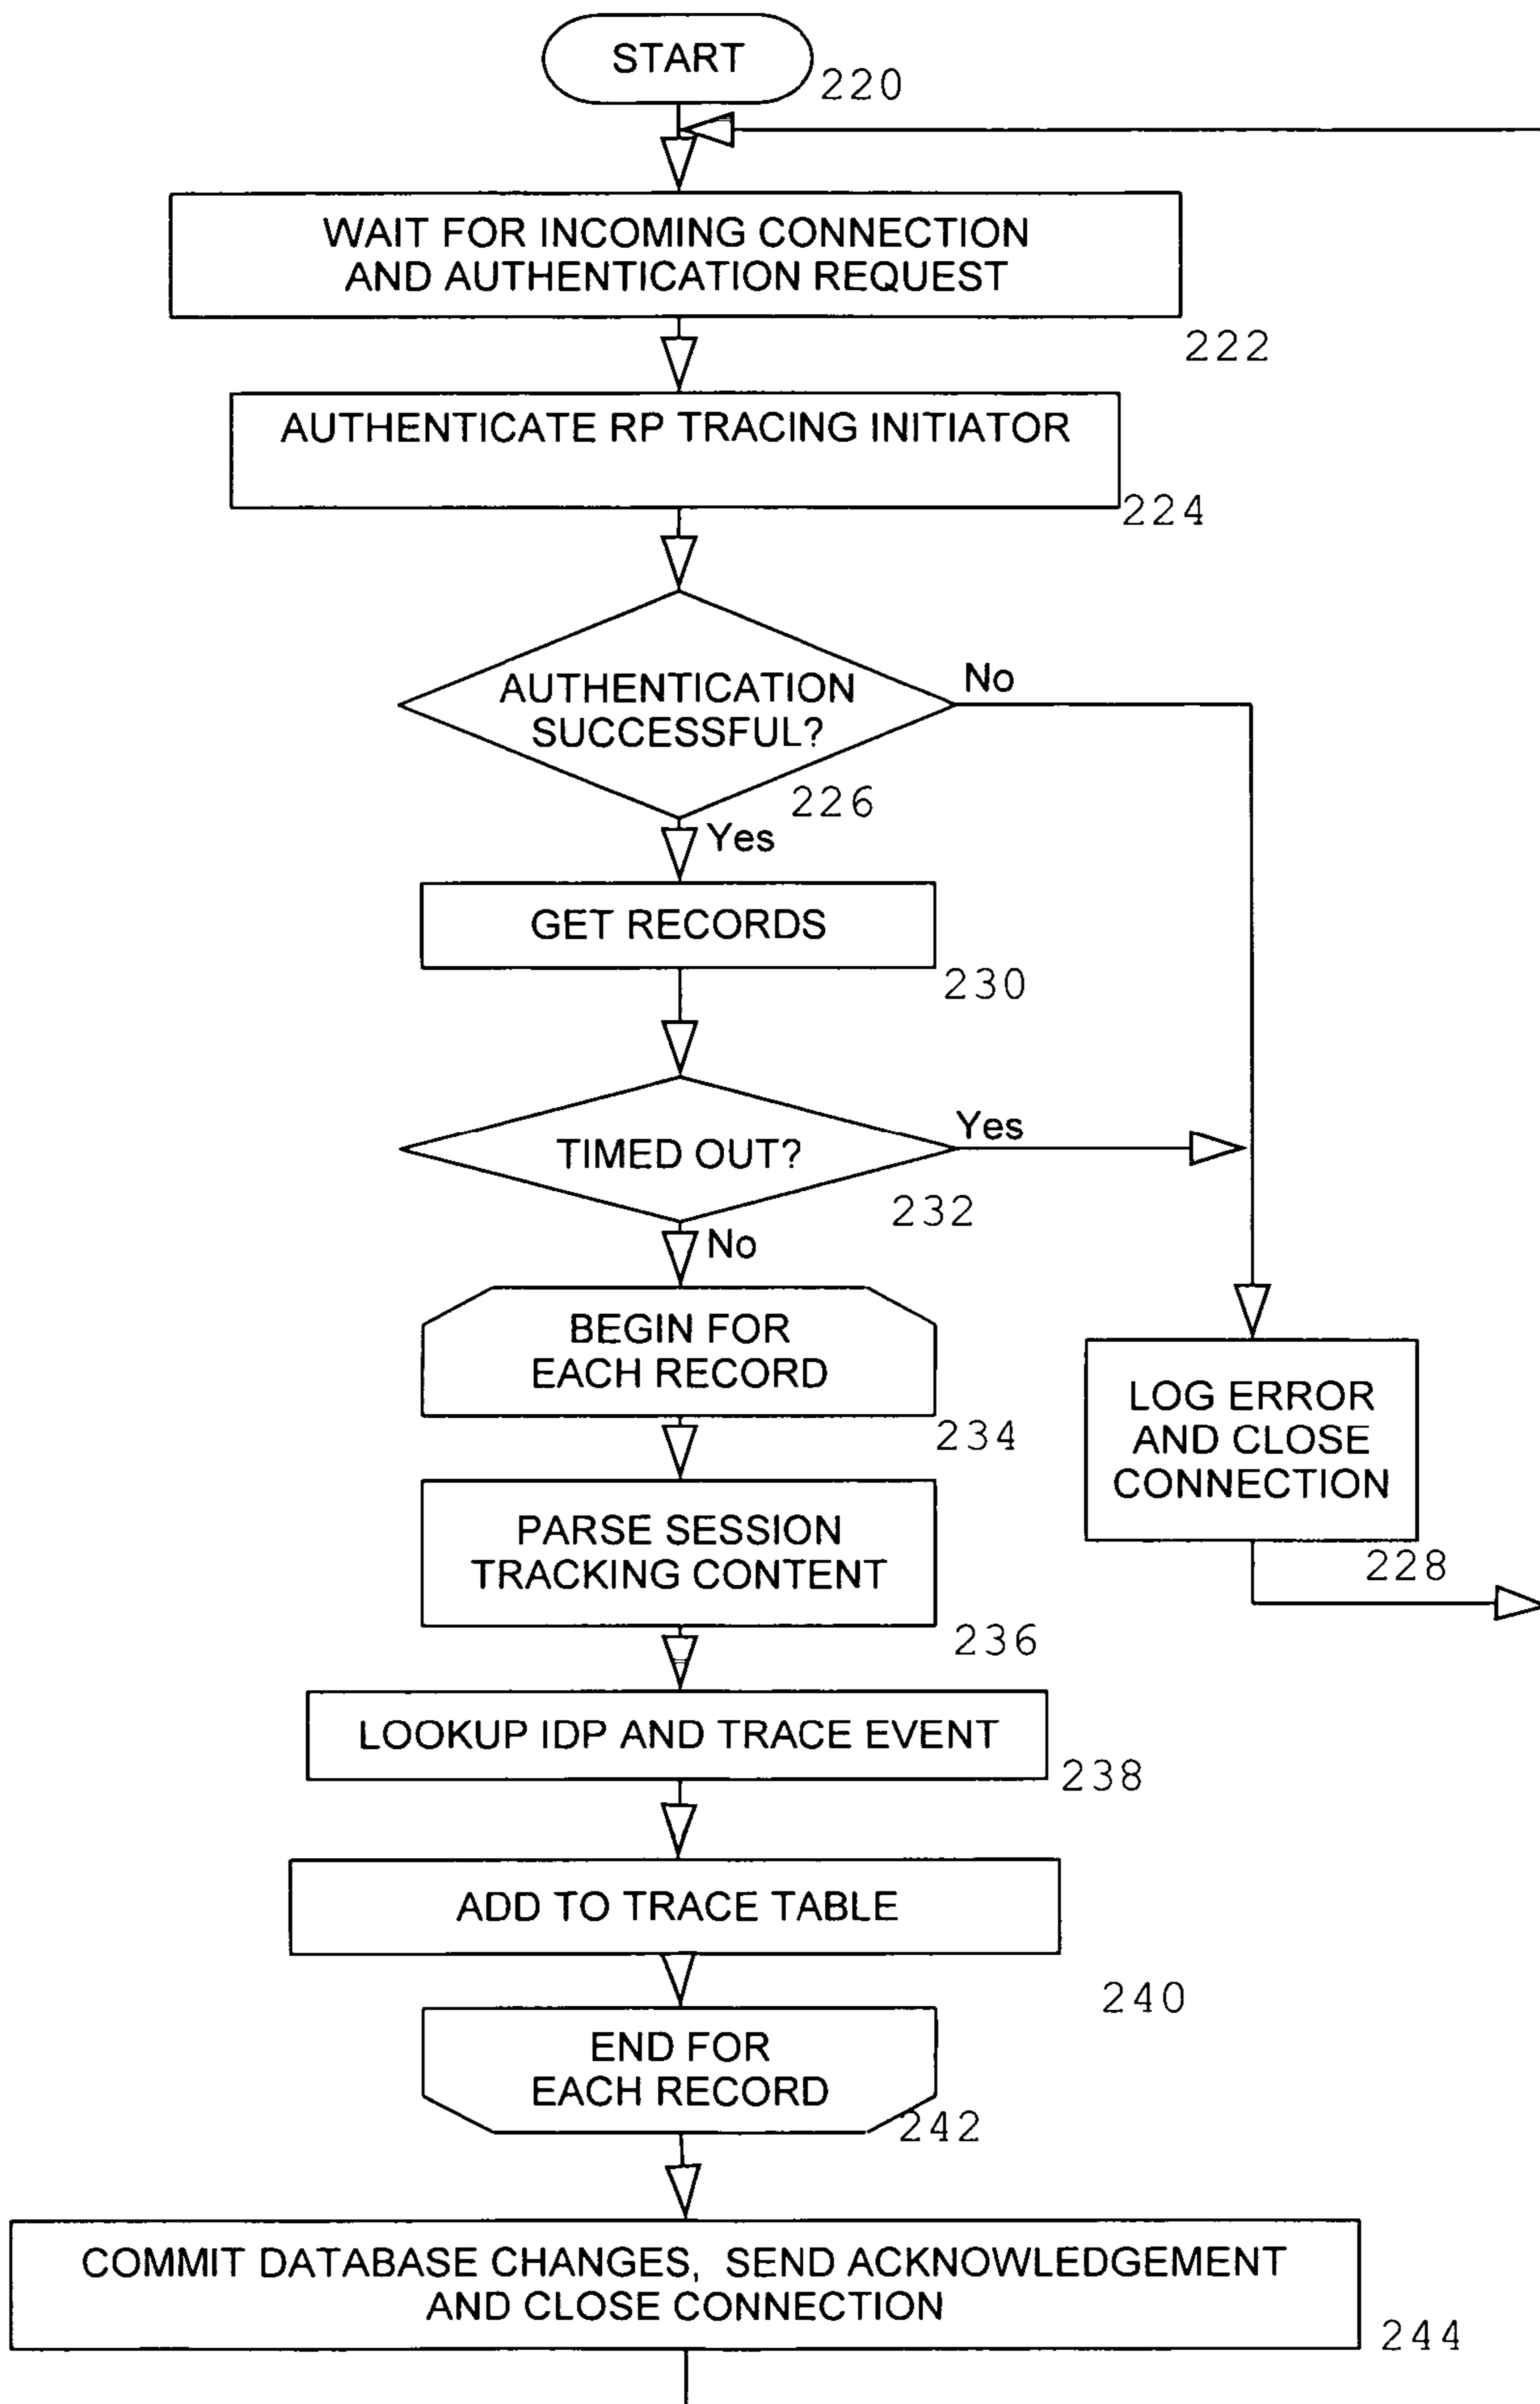 START
220
WAIT FOR INCOMING CONNECTION
AND AUTHENTICATION REQUEST
222
AUTHENTICATE RP TRACING INITIATOR
224
AUTHENTICATION
SUCCESSFUL?
No
226
Yes
GET RECORDS
230
TIMED OUT?
Yes
232
No
BEGIN FOR
EACH RECORD
234
LOG ERROR
AND CLOSE
CONNECTION
228
PARSE SESSION
TRACKING CONTENT
236
LOOKUP IDP AND TRACE EVENT
238
ADD TO TRACE TABLE
240
END FOR
EACH RECORD
242
COMMIT DATABASE CHANGES, SEND ACKNOWLEDGEMENT
AND CLOSE CONNECTION
244